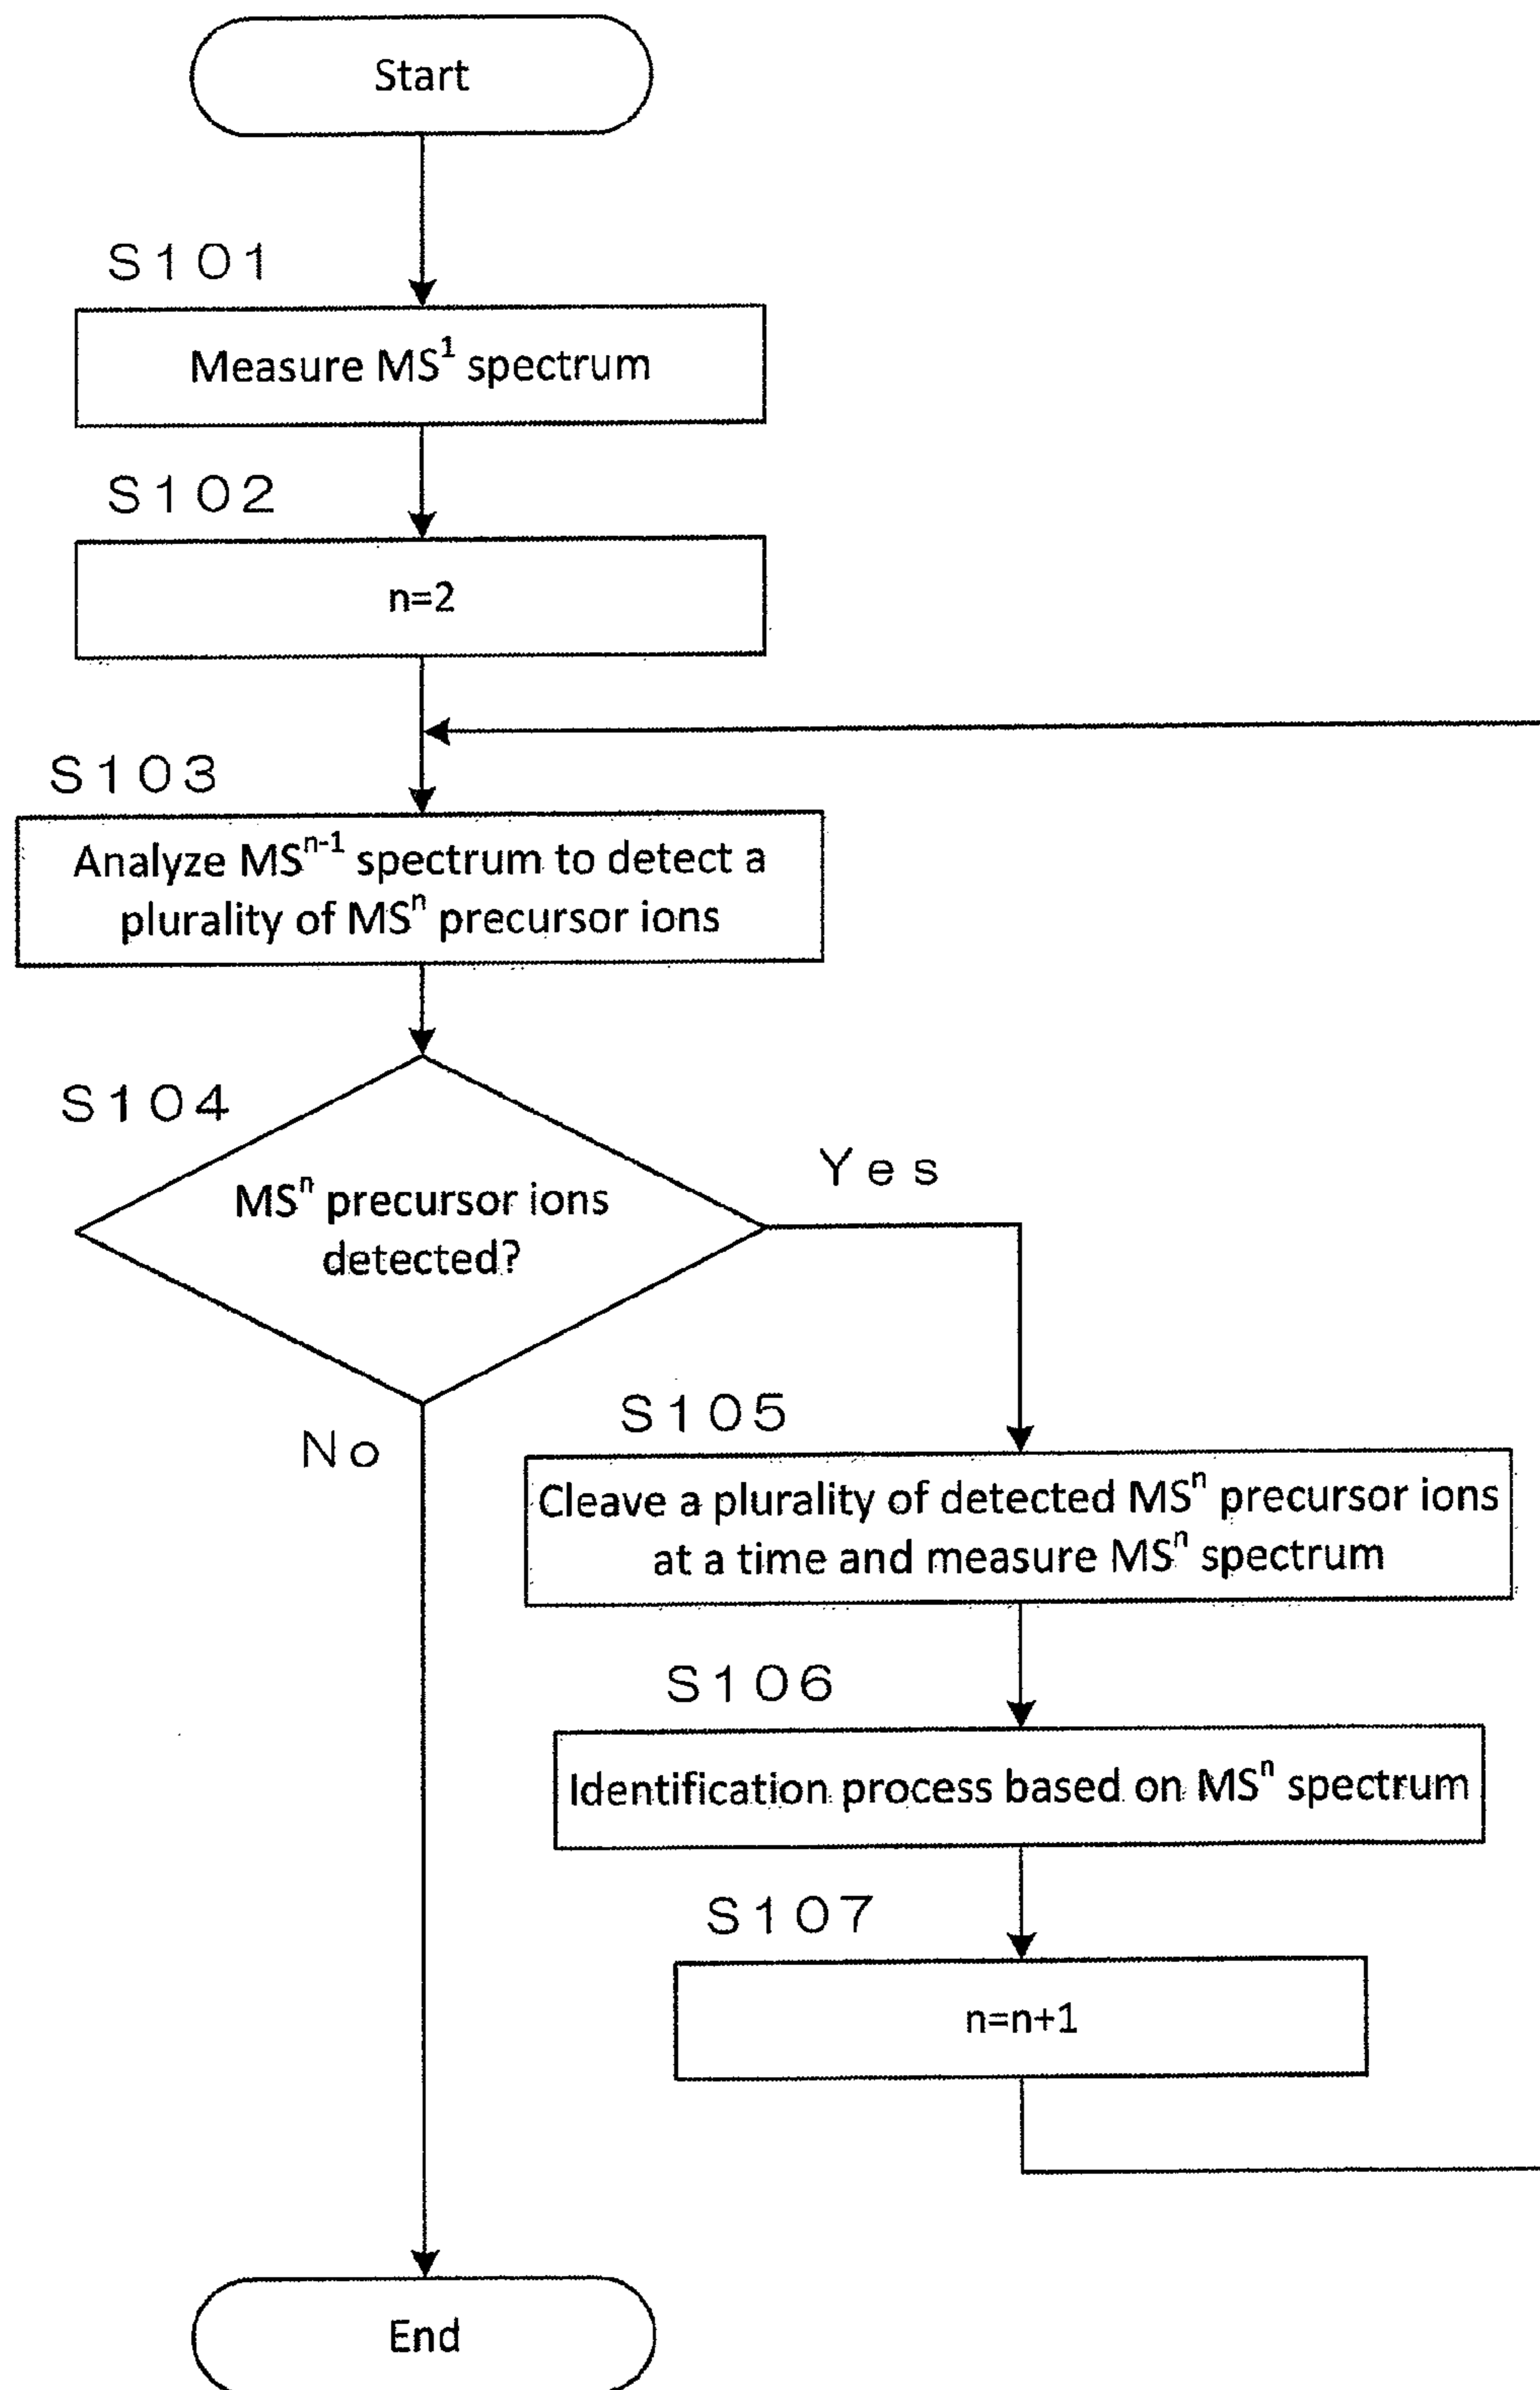 Start
S101
Measure MS¹ spectrum
S102
n=2
S103
Analyze MSⁿ⁻¹ spectrum to detect a
plurality of MSⁿ precursor ions
S104
MSⁿ precursor ions
detected?
Yes
No
S105
Cleave a plurality of detected MSⁿ precursor ions
at a time and measure MSⁿ spectrum
S106
Identification process based on MSⁿ spectrum
S107
n=n+1
End